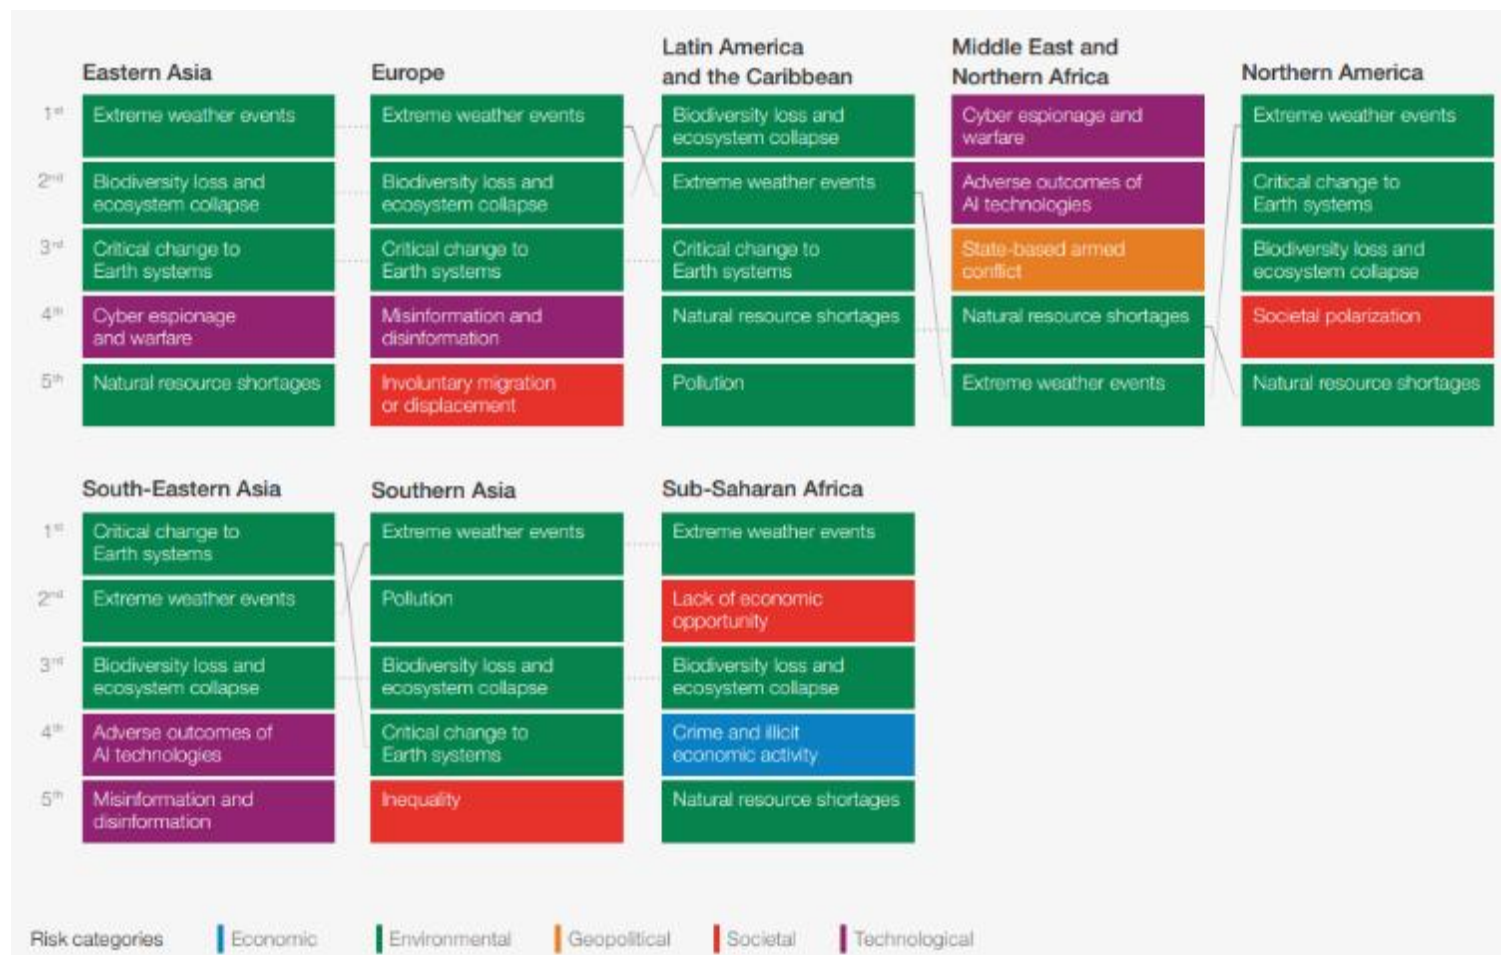 Eastern Asia
1st
Extreme weather events
2nd
Biodiversity loss and
ecosystem collapse
3rd
Critical change to
Earth systems
4th
Cyber espionage
and warfare
5th
Natural resource shortages
Europe
Extreme weather events
Biodiversity loss and
ecosystem collapse
Critical change to
Earth systems
Misinformation and
disinformation
Involuntary migration
or displacement
Latin America
and the Caribbean
Biodiversity loss and
ecosystem collapse
Extreme weather events
Critical change to
Earth systems
Natural resource shortages
Pollution
Middle East and
Northern Africa
Cyber espionage and
warfare
Adverse outcomes of
AI technologies
State-based armed
conflict
Natural resource shortages
Extreme weather events
Northern America
Extreme weather events
Critical change to
Earth systems
Biodiversity loss and
ecosystem collapse
Societal polarization
Natural resource shortages
South-Eastern Asia
1st
Critical change to
Earth systems
2nd
Extreme weather events
3rd
Biodiversity loss and
ecosystem collapse
4th
Adverse outcomes of
AI technologies
5th
Misinformation and
disinformation
Southern Asia
Extreme weather events
Pollution
Biodiversity loss and
ecosystem collapse
Critical change to
Earth systems
Inequality
Sub-Saharan Africa
Extreme weather events
Lack of economic
opportunity
Biodiversity loss and
ecosystem collapse
Crime and illicit
economic activity
Natural resource shortages
Risk categories
Economic
Environmental
Geopolitical
Societal
Technological